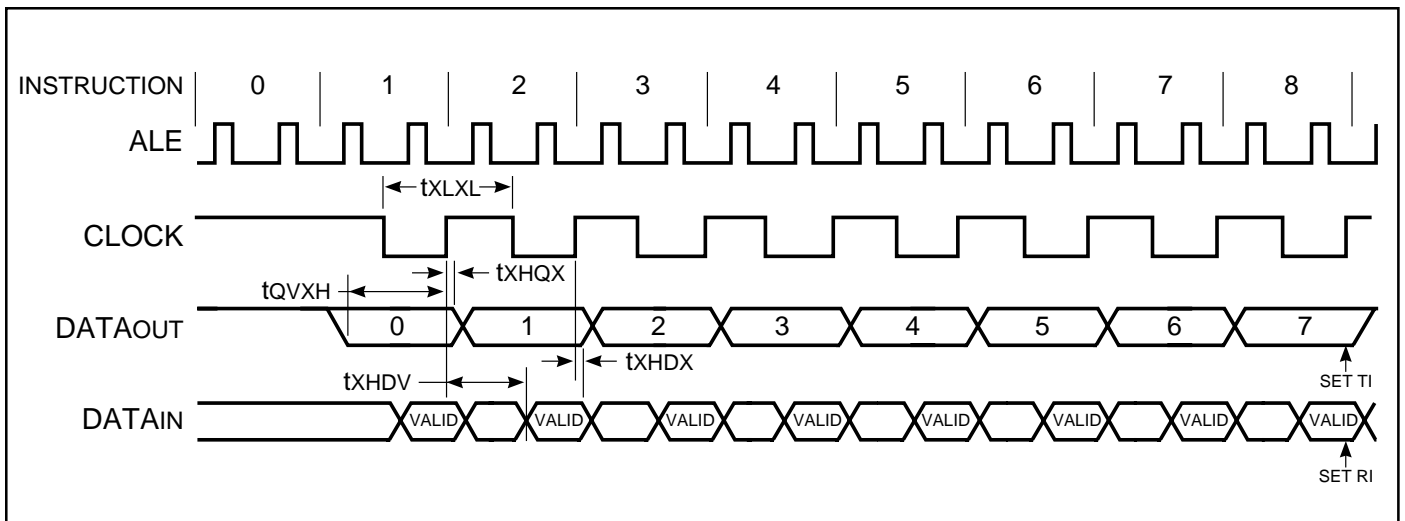 INSTRUCTION 0 1 2 3 4 5 6 7 8
ALE
tXLXL
CLOCK
tXHQX
tQVXH
DATAOUT 0 1 2 3 4 5 6 7
tXHDX
tXHDV
SET TI
DATAIN VALID VALID VALID VALID VALID VALID VALID VALID
SET RI